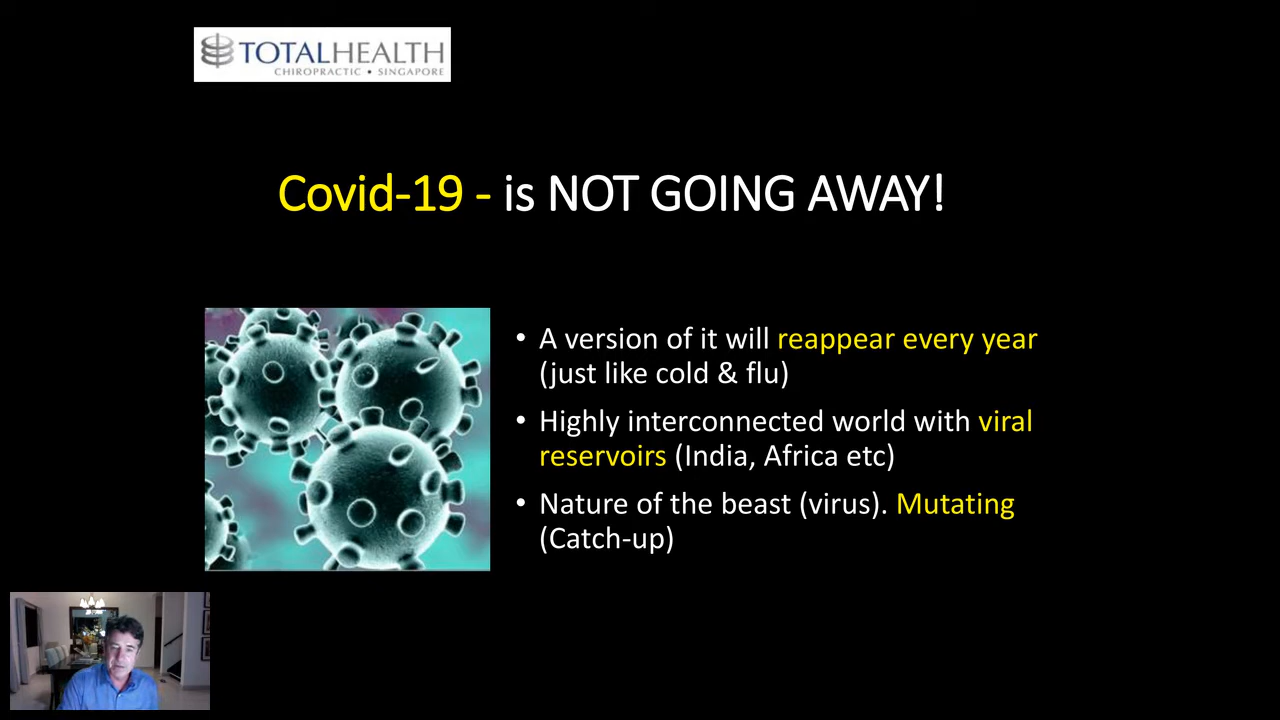 TOTALHEALTH
CHIROPRACTIC • SINGAPORE
Covid-19 - is NOT GOING AWAY!
• A version of it will reappear every year
(just like cold & flu)
• Highly interconnected world with viral
reservoirs (India, Africa etc)
• Nature of the beast (virus). Mutating
(Catch-up)